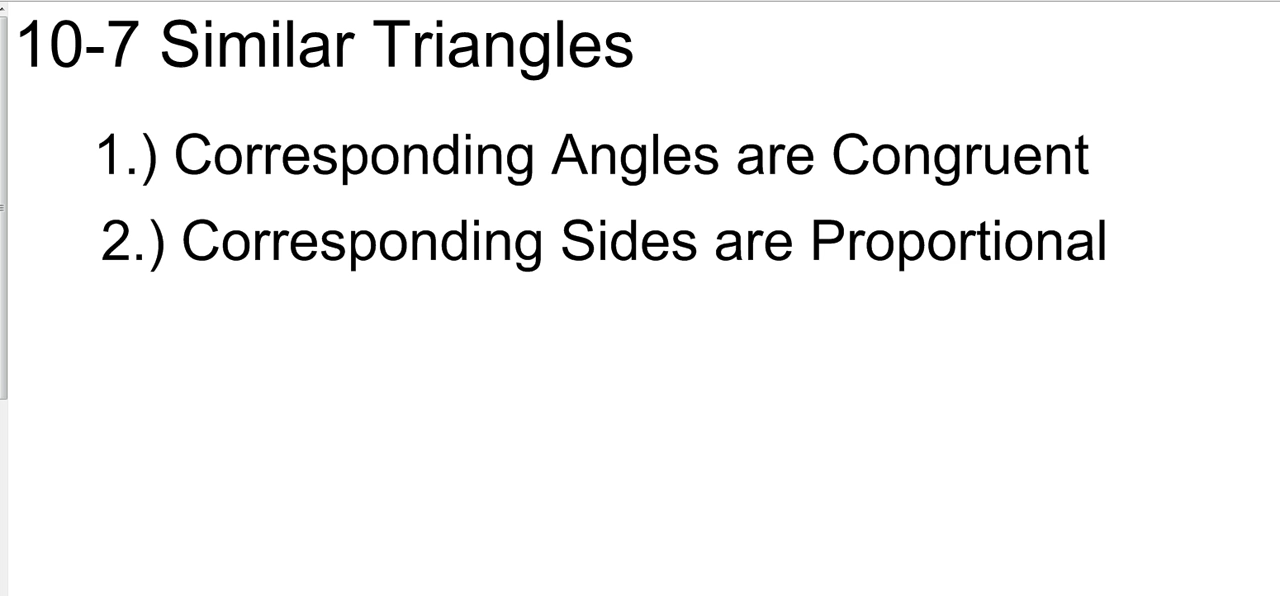 10-7 Similar Triangles
1.) Corresponding Angles are Congruent
2.) Corresponding Sides are Proportional